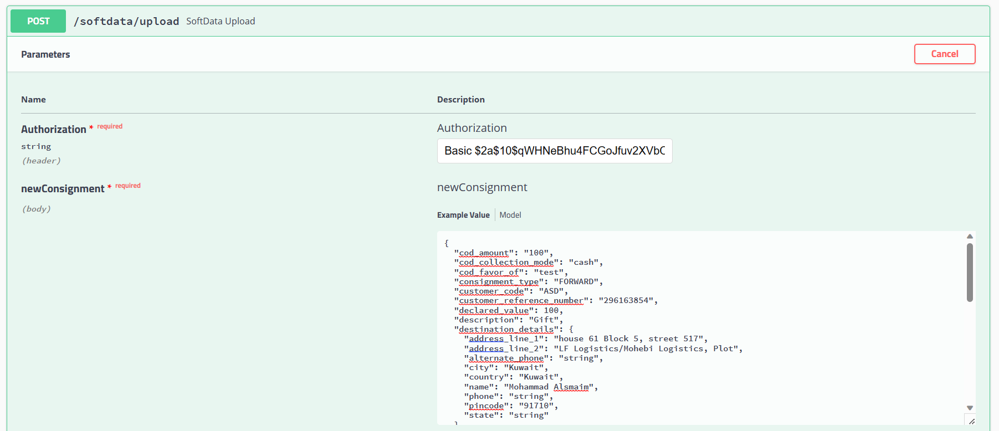 POST /softdata/upload SoftData Upload
Parameters Cancel
Name Description
Authorization * required
string
(header)
Authorization
Basic $2a$10$qWHNeBhu4FCGoJfuv2XVbC
newConsignment * required
(body)
newConsignment
Example Value Model
{
"cod_amount": "100",
"cod_collection_mode": "cash",
"cod_favor_of": "test",
"consignment_type": "FORWARD",
"customer_code": "ASD",
"customer_reference_number": "296163854",
"declared_value": 100,
"description": "Gift",
"destination_details": {
"address_line_1": "house 61 Block 5, street 517",
"address_line_2": "LF Logistics/Mohebi Logistics, Plot",
"alternate_phone": "string",
"city": "Kuwait",
"country": "Kuwait",
"name": "Mohammad Alsmaim",
"phone": "string",
"pincode": "91710",
"state": "string"
}